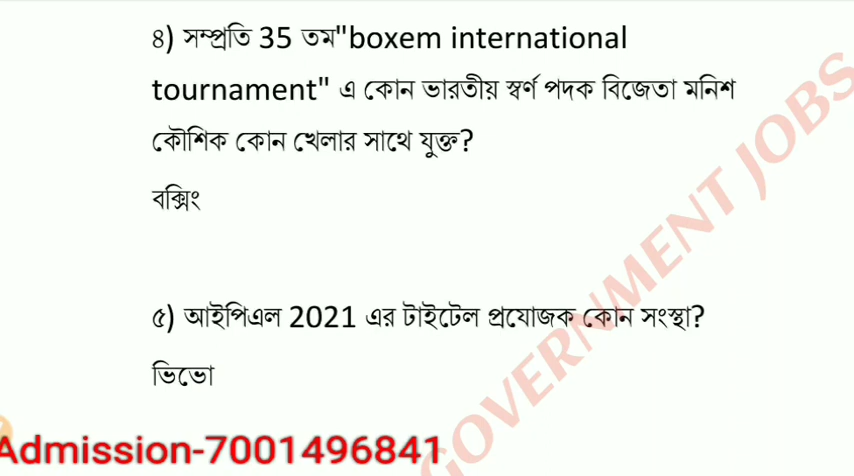 ৪) সম্প্রতি 35 তম"boxem international
tournament" এ কোন ভারতীয় স্বর্ণ পদক বিজেতা মনিশ
কৌশিক কোন খেলার সাথে যুক্ত?
বক্সিং
৫) আইপিএল 2021 এর টাইটেল প্রযোজক কোন সংস্থা?
ভিভো
Admission-7001496841
GOVERNMENT JOBS